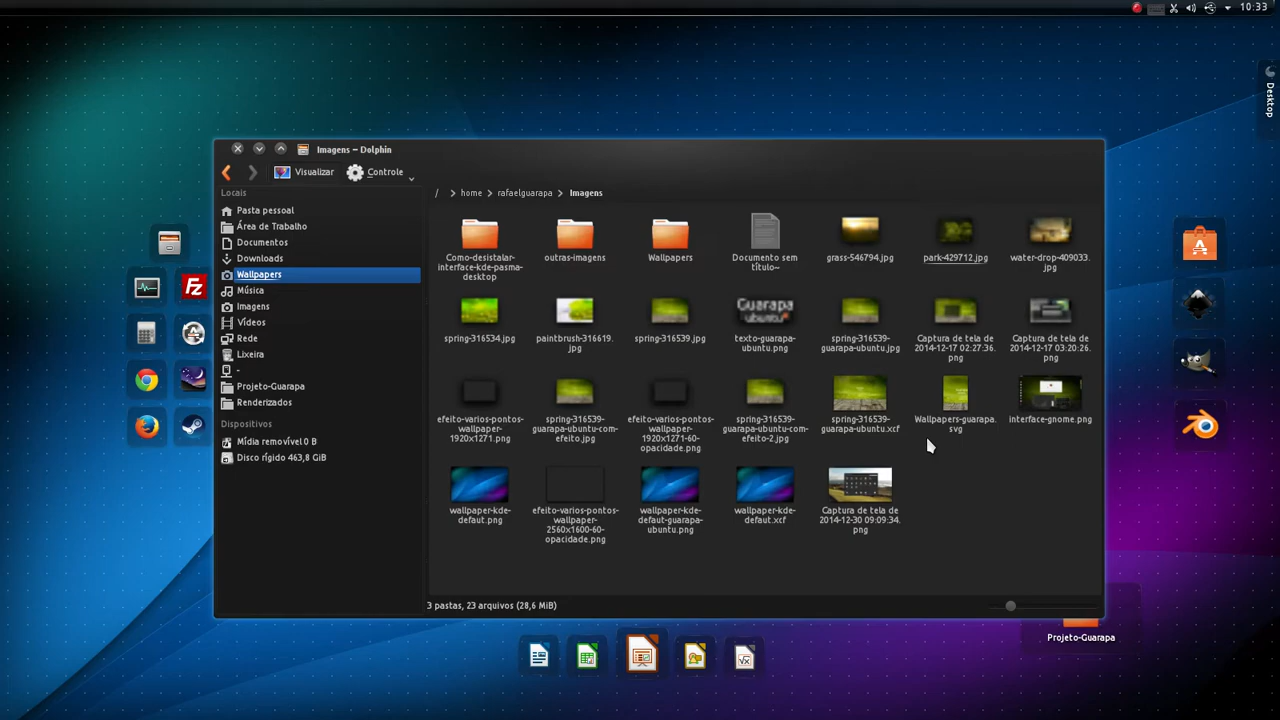 10:33
Desktop
Imagens – Dolphin
Visualizar
Controle
/ home rafaelguarapa Imagens
Locais
Pasta pessoal
Área de Trabalho
Documentos
Downloads
Wallpapers
Música
Imagens
Vídeos
Rede
Lixeira
-
Projeto-Guarapa
Renderizados
Dispositivos
Mídia removível 0 B
Disco rígido 463,8 GiB
Como-desistalar-
interface-kde-pasma-
desktop
outras-imagens
Wallpapers
Documento sem
título~
grass-546794.jpg
park-429712.jpg
water-drop-409033.
jpg
Guarapa
ubuntu
spring-316534.jpg
paintbrush-316619.
jpg
spring-316539.jpg
texto-guarapa-
ubuntu.png
spring-316539-
guarapa-ubuntu.jpg
Captura de tela de
2014-12-17 02:27:36.
png
Captura de tela de
2014-12-17 03:20:26.
png
efeito-varios-pontos-
wallpaper-
1920x1271.png
spring-316539-
guarapa-ubuntu-com-
efeito.jpg
efeito-varios-pontos-
wallpaper-
1920x1271-60-
opacidade.png
spring-316539-
guarapa-ubuntu-com-
efeito-2.jpg
spring-316539-
guarapa-ubuntu.xcf
Wallpapers-guarapa.
svg
interface-gnome.png
wallpaper-kde-
defaut.png
efeito-varios-pontos-
wallpaper-
2560x1600-60-
opacidade.png
wallpaper-kde-
defaut-guarapa-
ubuntu.png
wallpaper-kde-
defaut.xcf
Captura de tela de
2014-12-30 09:09:34.
png
3 pastas, 23 arquivos (28,6 MiB)
Fz
Projeto-Guarapa